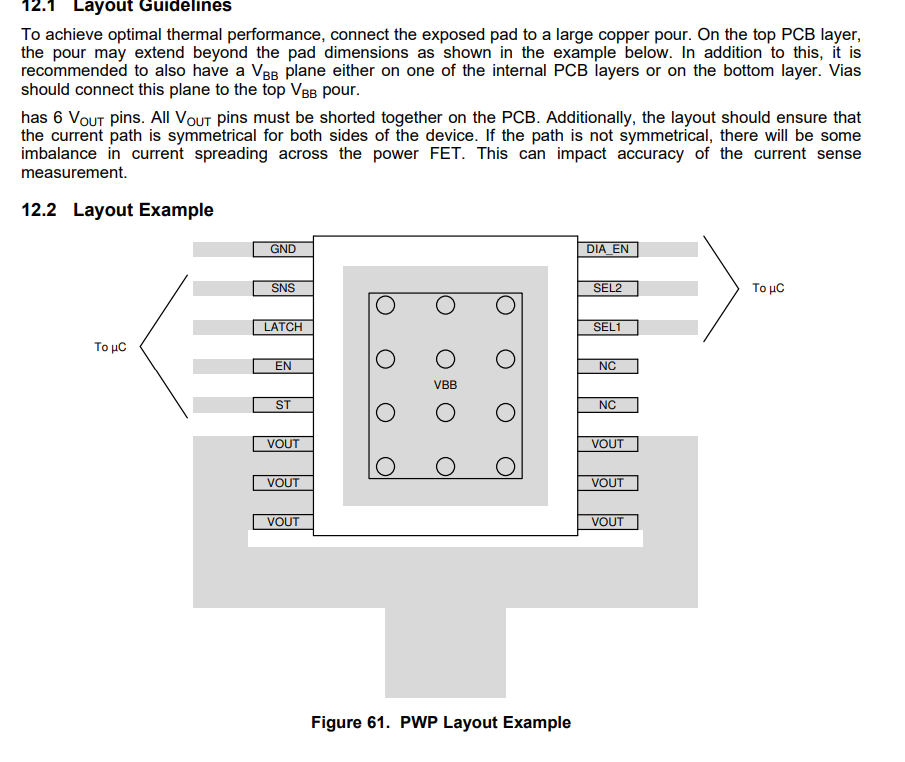 12.1 Layout Guidelines
To achieve optimal thermal performance, connect the exposed pad to a large copper pour. On the top PCB layer,
the pour may extend beyond the pad dimensions as shown in the example below. In addition to this, it is
recommended to also have a VBB plane either on one of the internal PCB layers or on the bottom layer. Vias
should connect this plane to the top VBB pour.
has 6 VOUT pins. All VOUT pins must be shorted together on the PCB. Additionally, the layout should ensure that
the current path is symmetrical for both sides of the device. If the path is not symmetrical, there will be some
imbalance in current spreading across the power FET. This can impact accuracy of the current sense
measurement.
12.2 Layout Example
GND
DIA_EN
SNS
SEL2
To µC
LATCH
SEL1
To µC
EN
NC
VBB
ST
NC
VOUT
VOUT
VOUT
VOUT
VOUT
VOUT
Figure 61. PWP Layout Example